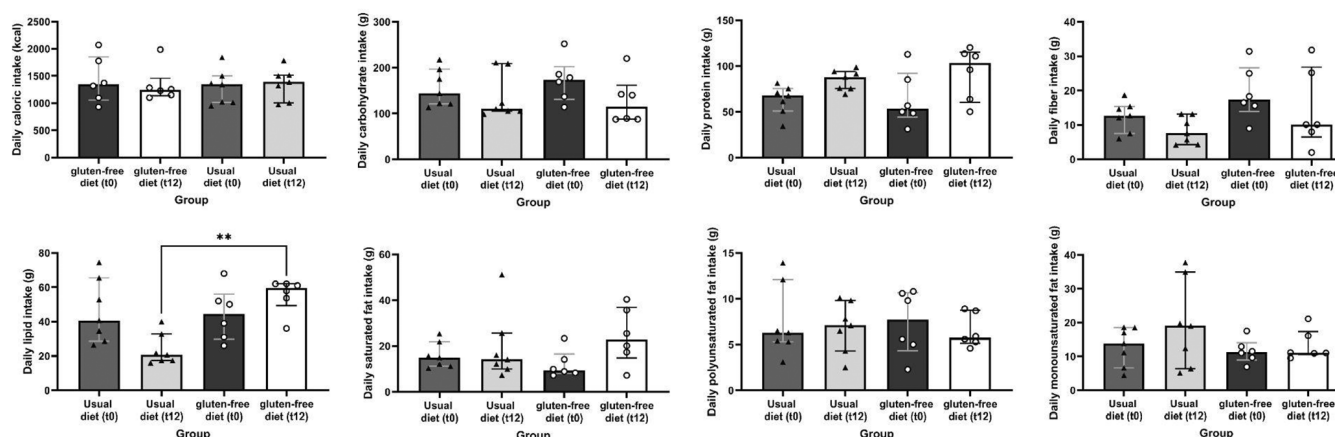 Daily caloric intake (kcal)
2500
2000
1500
1000
500
0
gluten-free
diet (t0)
gluten-free
diet (t12)
Usual
diet (t0)
Usual
diet (t12)
Group
Daily carbohydrate intake (g)
300
200
100
0
Usual
diet (t0)
Usual
diet (t12)
gluten-free
diet (t0)
gluten-free
diet (t12)
Group
Daily protein intake (g)
150
100
50
0
Usual
diet (t0)
Usual
diet (t12)
gluten-free
diet (t0)
gluten-free
diet (t12)
Group
Daily fiber intake (g)
40
30
20
10
0
Usual
diet (t0)
Usual
diet (t12)
gluten-free
diet (t0)
gluten-free
diet (t12)
Group
Daily lipid intake (g)
80
60
40
20
0
**
Usual
diet (t0)
Usual
diet (t12)
gluten-free
diet (t0)
gluten-free
diet (t12)
Group
Daily saturated fat intake (g)
60
40
20
0
Usual
diet (t0)
Usual
diet (t12)
gluten-free
diet (t0)
gluten-free
diet (t12)
Group
Daily polyunsaturated fat intake (g)
15
10
5
0
Usual
diet (t0)
Usual
diet (t12)
gluten-free
diet (t0)
gluten-free
diet (t12)
Group
Daily monounsaturated fat intake (g)
40
30
20
10
0
Usual
diet (t0)
Usual
diet (t12)
gluten-free
diet (t0)
gluten-free
diet (t12)
Group